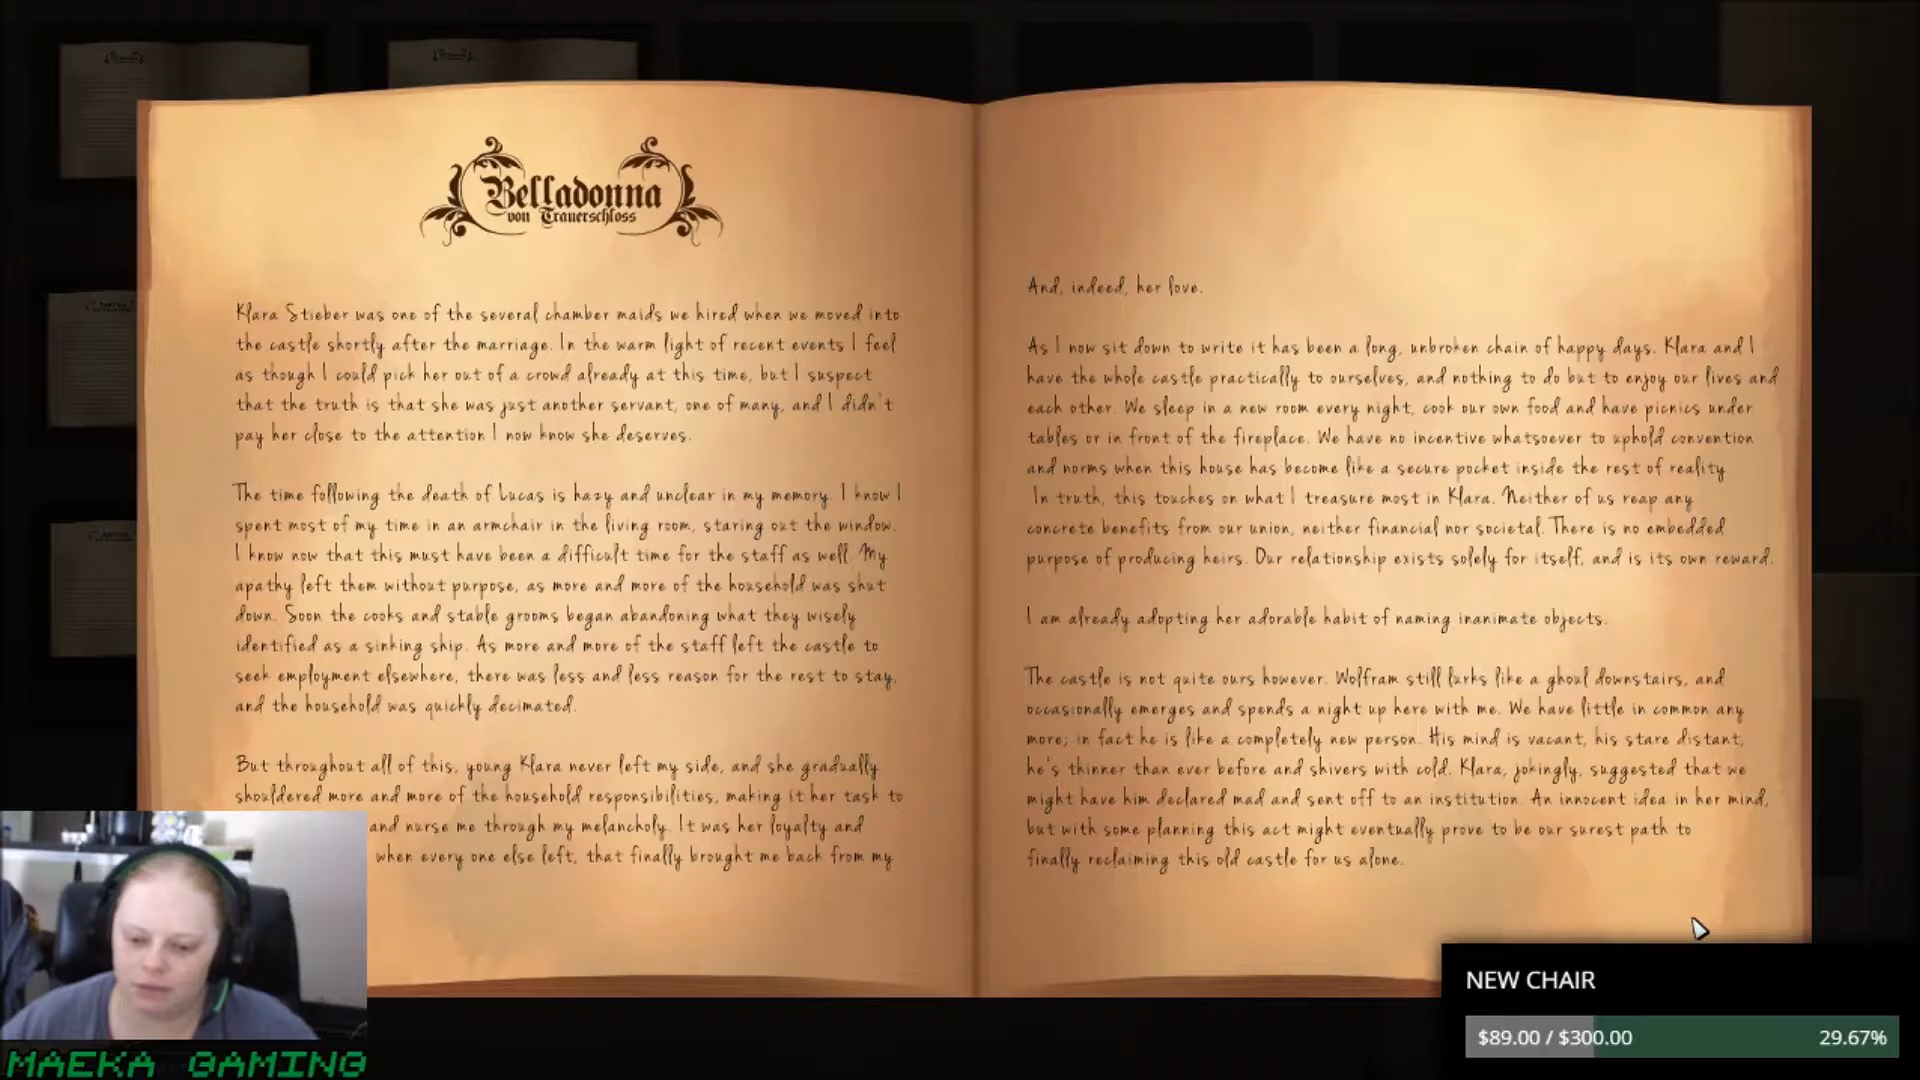 Belladonna
von Trauerschloss
Klara Stieber was one of the several chamber maids we hired when we moved into
the castle shortly after the marriage. In the warm light of recent events I feel
as though I could pick her out of a crowd already at this time, but I suspect
that the truth is that she was just another servant, one of many, and I didn't
pay her close to the attention I now know she deserves.
The time following the death of Lucas is hazy and unclear in my memory. I know I
spent most of my time in an armchair in the living room, staring out the window.
I know now that this must have been a difficult time for the staff as well. My
apathy left them without purpose, as more and more of the household was shut
down. Soon the cooks and stable grooms began abandoning what they wisely
identified as a sinking ship. As more and more of the staff left the castle to
seek employment elsewhere, there was less and less reason for the rest to stay,
and the household was quickly decimated.
But throughout all of this, young Klara never left my side, and she gradually
shouldered more and more of the household responsibilities, making it her task to
and nurse me through my melancholy. It was her loyalty and
when every one else left, that finally brought me back from my
And, indeed, her love.
As I now sit down to write it has been a long, unbroken chain of happy days. Klara and I
have the whole castle practically to ourselves, and nothing to do but to enjoy our lives and
each other. We sleep in a new room every night, cook our own food and have picnics under
tables or in front of the fireplace. We have no incentive whatsoever to uphold convention
and norms when this house has become like a secure pocket inside the rest of reality
In truth, this touches on what I treasure most in Klara. Neither of us reap any
concrete benefits from our union, neither financial nor societal. There is no embedded
purpose of producing heirs. Our relationship exists solely for itself, and is its own reward.
I am already adopting her adorable habit of naming inanimate objects.
The castle is not quite ours however. Wolfram still lurks like a ghoul downstairs, and
occasionally emerges and spends a night up here with me. We have little in common any
more; in fact he is like a completely new person. His mind is vacant, his stare distant,
he's thinner than ever before and shivers with cold. Klara, jokingly, suggested that we
might have him declared mad and sent off to an institution. An innocent idea in her mind,
but with some planning this act might eventually prove to be our surest path to
finally reclaiming this old castle for us alone.
NEW CHAIR
$89.00 / $300.00 29.67%
MAEKA GAMING